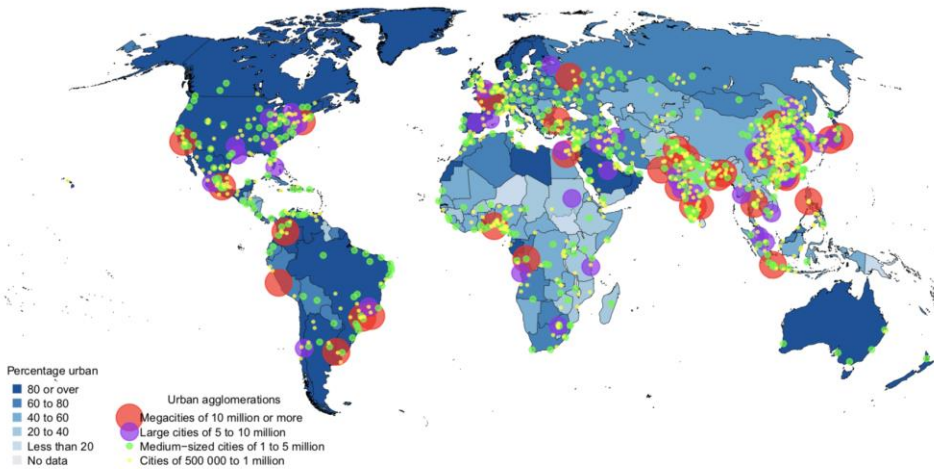 Percentage urban
80 or over
60 to 80
40 to 60
20 to 40
Less than 20
No data
Urban agglomerations
Megacities of 10 million or more
Large cities of 5 to 10 million
Medium−sized cities of 1 to 5 million
Cities of 500 000 to 1 million